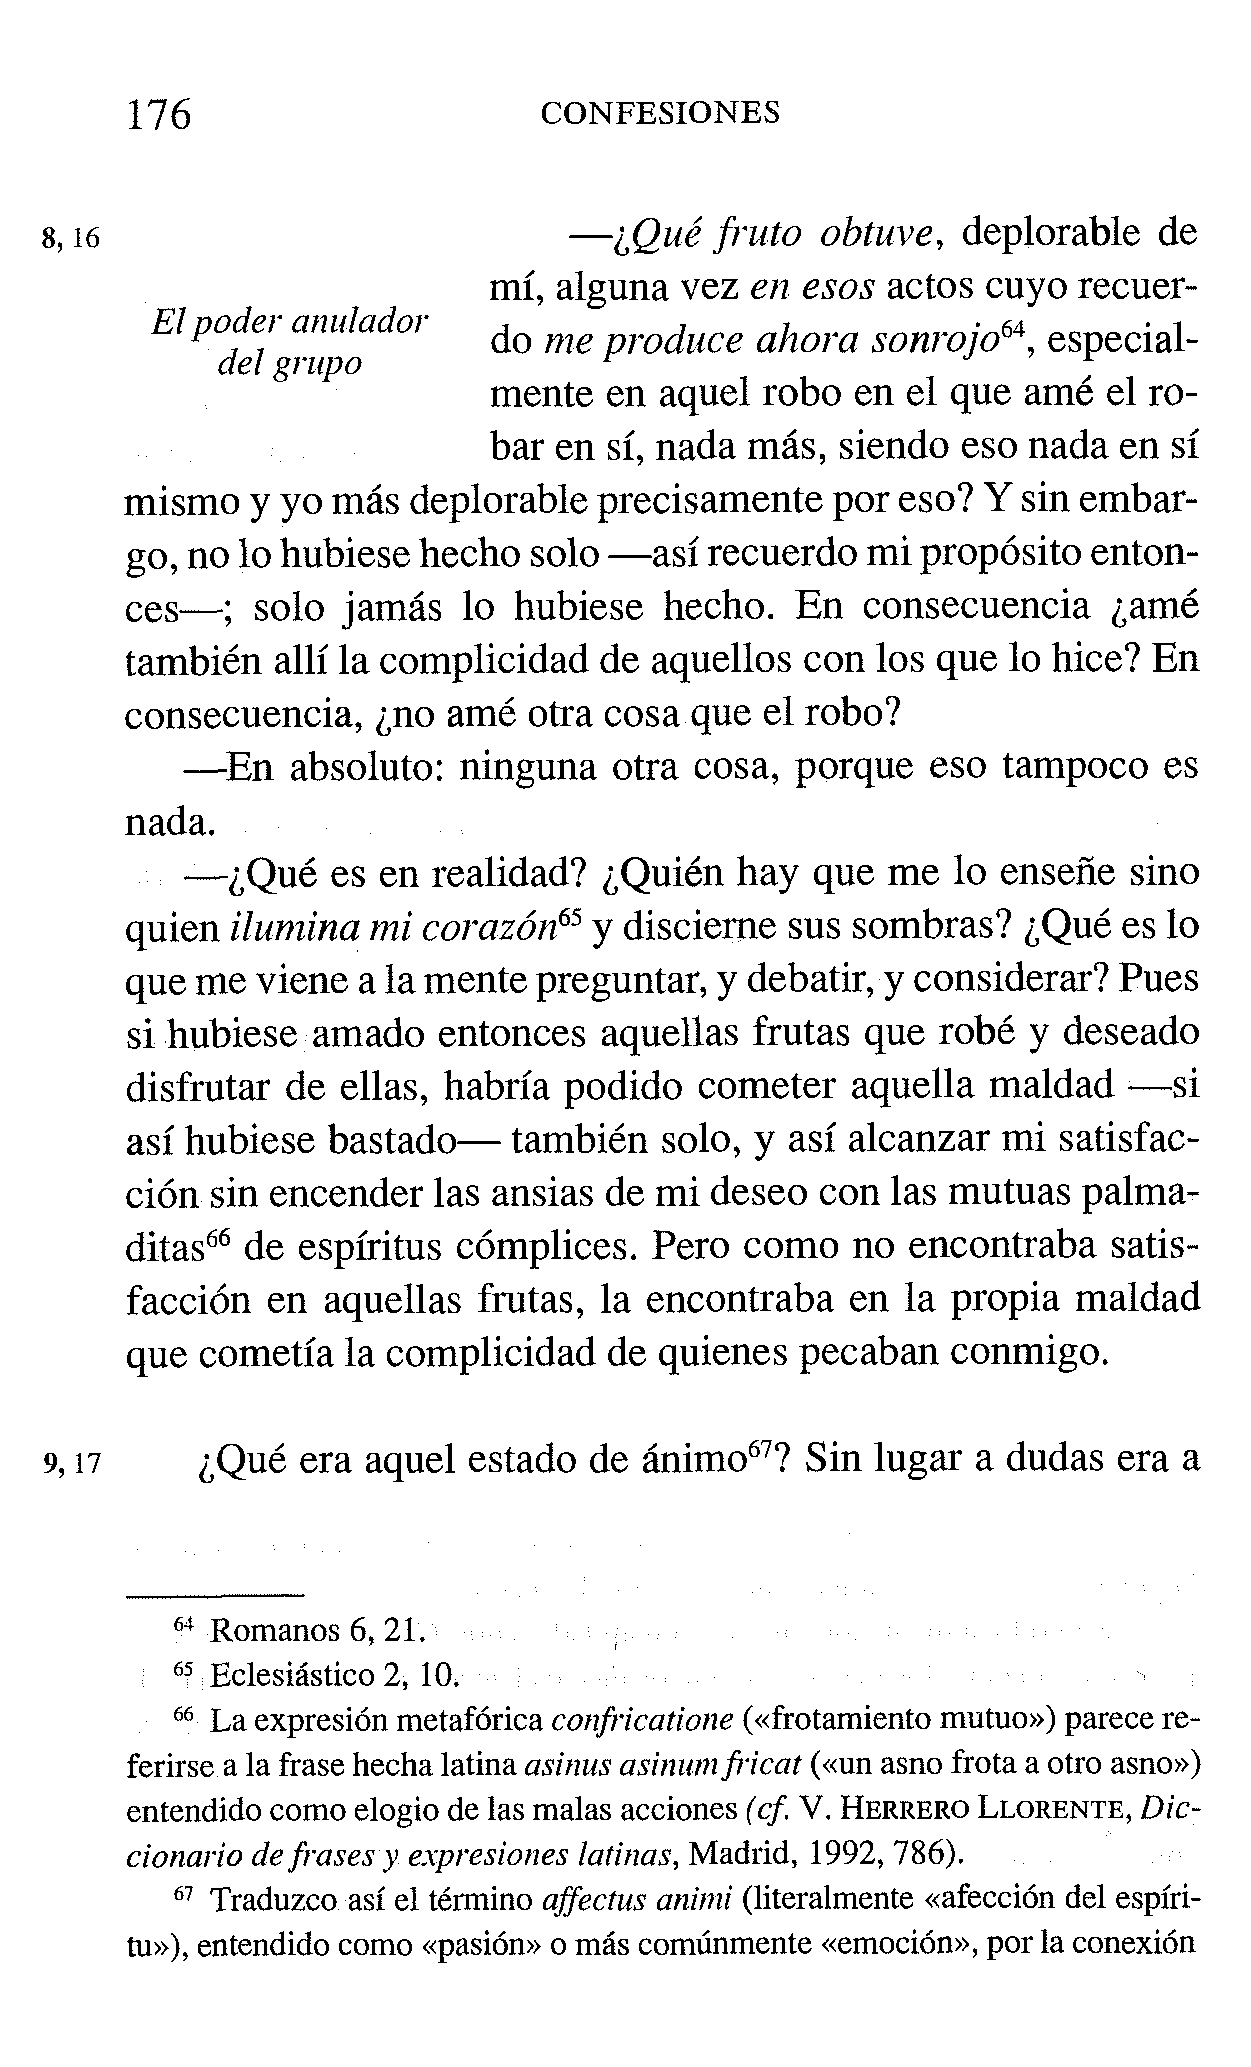 176 CONFESIONES
8, 16
El poder anulador
del grupo
—¿Qué fruto obtuve, deplorable de
mí, alguna vez en esos actos cuyo recuer-
do me produce ahora sonrojo⁶⁴, especial-
mente en aquel robo en el que amé el ro-
bar en sí, nada más, siendo eso nada en sí
mismo y yo más deplorable precisamente por eso? Y sin embar-
go, no lo hubiese hecho solo —así recuerdo mi propósito enton-
ces—; solo jamás lo hubiese hecho. En consecuencia ¿amé
también allí la complicidad de aquellos con los que lo hice? En
consecuencia, ¿no amé otra cosa que el robo?
—En absoluto: ninguna otra cosa, porque eso tampoco es
nada.
—¿Qué es en realidad? ¿Quién hay que me lo enseñe sino
quien ilumina mi corazón⁶⁵ y discierne sus sombras? ¿Qué es lo
que me viene a la mente preguntar, y debatir, y considerar? Pues
si hubiese amado entonces aquellas frutas que robé y deseado
disfrutar de ellas, habría podido cometer aquella maldad —si
así hubiese bastado— también solo, y así alcanzar mi satisfac-
ción sin encender las ansias de mi deseo con las mutuas palma-
ditas⁶⁶ de espíritus cómplices. Pero como no encontraba satis-
facción en aquellas frutas, la encontraba en la propia maldad
que cometía la complicidad de quienes pecaban conmigo.
9, 17 ¿Qué era aquel estado de ánimo⁶⁷? Sin lugar a dudas era a
⁶⁴ Romanos 6, 21.
⁶⁵ Eclesiástico 2, 10.
⁶⁶ La expresión metafórica confricatione («frotamiento mutuo») parece re-
ferirse a la frase hecha latina asinus asinum fricat («un asno frota a otro asno»)
entendido como elogio de las malas acciones (cf. V. HERRERO LLORENTE, Dic-
cionario de frases y expresiones latinas, Madrid, 1992, 786).
⁶⁷ Traduzco así el término affectus animi (literalmente «afección del espíri-
tu»), entendido como «pasión» o más comúnmente «emoción», por la conexión